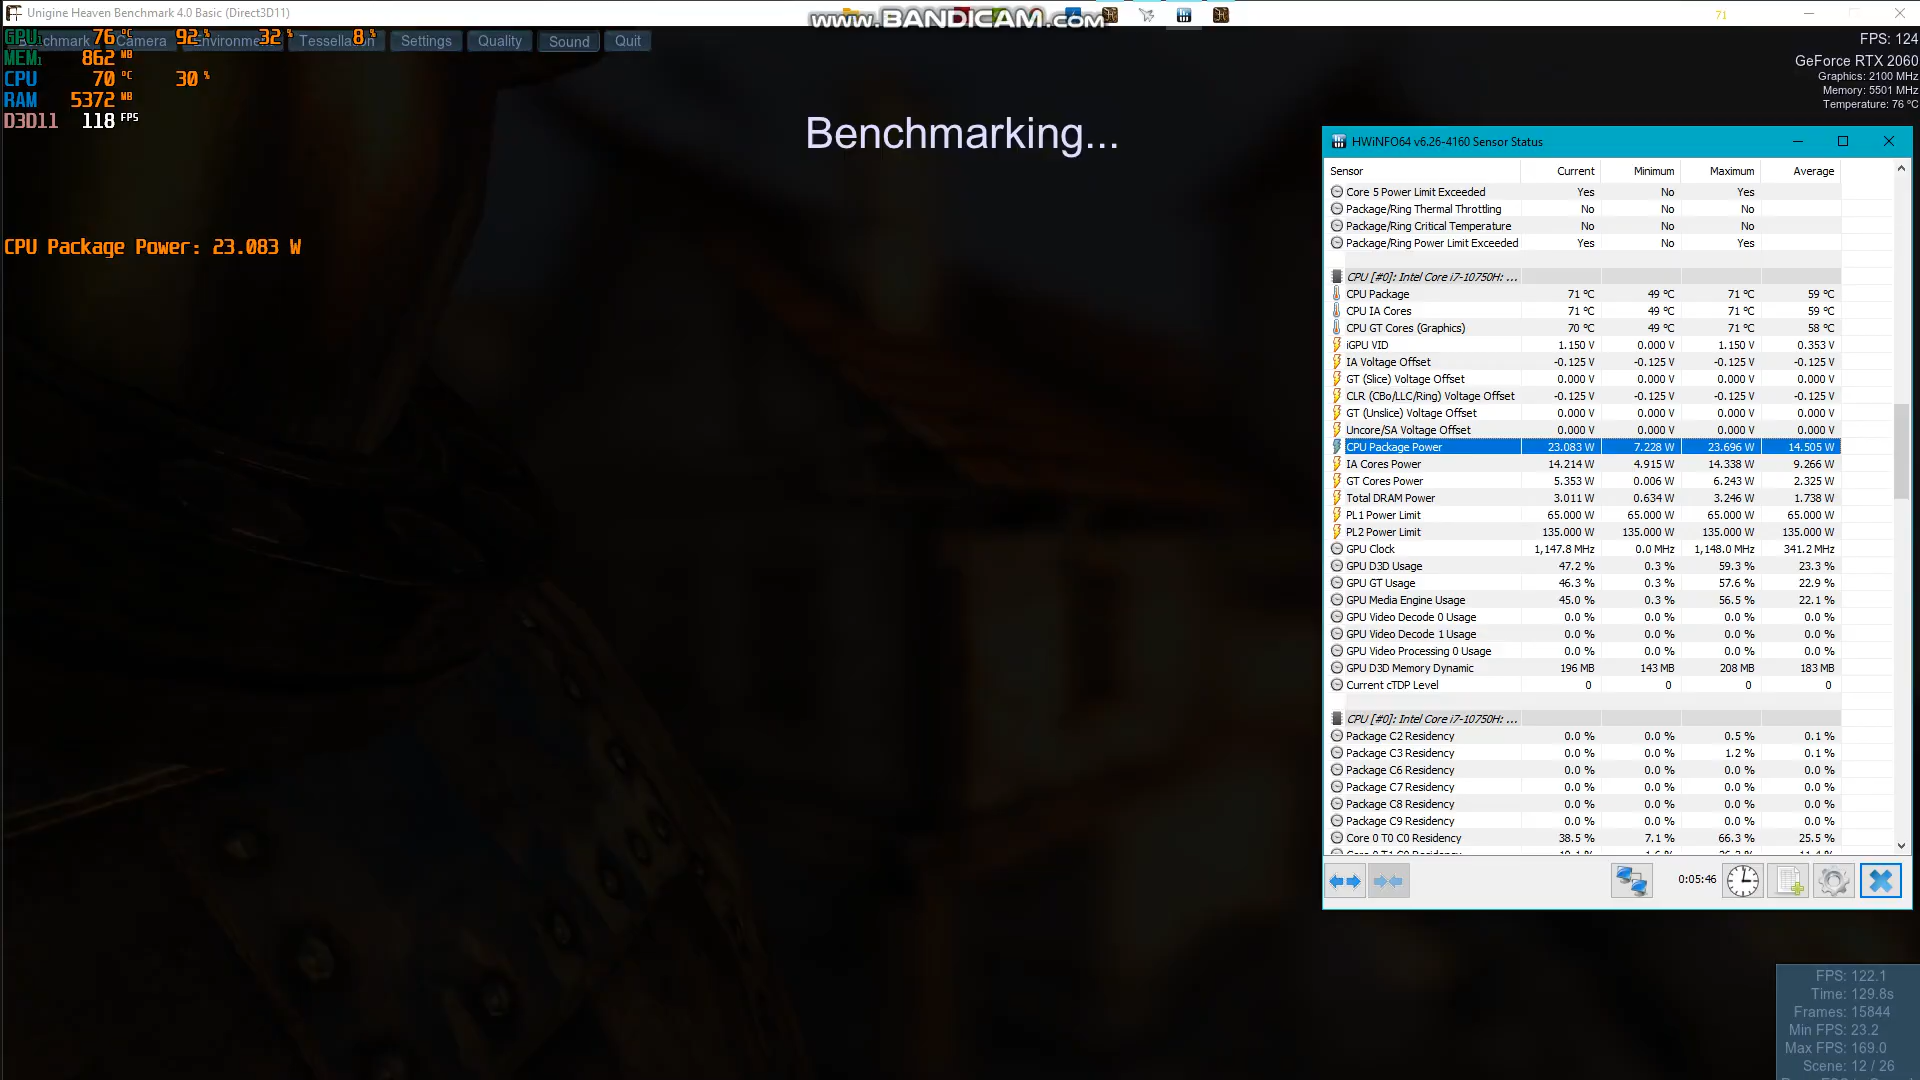 Unigine Heaven Benchmark 4.0 Basic (Direct3D11)
www.BANDICAM.com
71
Benchmark Camera Environment Tessellation Settings Quality Sound Quit
GPU1 76 °C 92 % 32 % 8 %
MEM1 862 MB
CPU 70 °C 30 %
RAM 5372 MB
D3D11 118 FPS
FPS: 124
GeForce RTX 2060
Graphics: 2100 MHz
Memory: 5501 MHz
Temperature: 76 °C
Benchmarking...
CPU Package Power: 23.083 W
HWiNFO64 v6.26-4160 Sensor Status
Sensor Current Minimum Maximum Average
Core 5 Power Limit Exceeded Yes No Yes
Package/Ring Thermal Throttling No No No
Package/Ring Critical Temperature No No No
Package/Ring Power Limit Exceeded Yes No Yes
CPU [#0]: Intel Core i7-10750H: ...
CPU Package 71 °C 49 °C 71 °C 59 °C
CPU IA Cores 71 °C 49 °C 71 °C 59 °C
CPU GT Cores (Graphics) 70 °C 49 °C 71 °C 58 °C
iGPU VID 1.150 V 0.000 V 1.150 V 0.353 V
IA Voltage Offset -0.125 V -0.125 V -0.125 V -0.125 V
GT (Slice) Voltage Offset 0.000 V 0.000 V 0.000 V 0.000 V
CLR (CBo/LLC/Ring) Voltage Offset -0.125 V -0.125 V -0.125 V -0.125 V
GT (Unslice) Voltage Offset 0.000 V 0.000 V 0.000 V 0.000 V
Uncore/SA Voltage Offset 0.000 V 0.000 V 0.000 V 0.000 V
CPU Package Power 23.083 W 7.228 W 23.696 W 14.505 W
IA Cores Power 14.214 W 4.915 W 14.338 W 9.266 W
GT Cores Power 5.353 W 0.006 W 6.243 W 2.325 W
Total DRAM Power 3.011 W 0.634 W 3.246 W 1.738 W
PL1 Power Limit 65.000 W 65.000 W 65.000 W 65.000 W
PL2 Power Limit 135.000 W 135.000 W 135.000 W 135.000 W
GPU Clock 1,147.8 MHz 0.0 MHz 1,148.0 MHz 341.2 MHz
GPU D3D Usage 47.2 % 0.3 % 59.3 % 23.3 %
GPU GT Usage 46.3 % 0.3 % 57.6 % 22.9 %
GPU Media Engine Usage 45.0 % 0.3 % 56.5 % 22.1 %
GPU Video Decode 0 Usage 0.0 % 0.0 % 0.0 % 0.0 %
GPU Video Decode 1 Usage 0.0 % 0.0 % 0.0 % 0.0 %
GPU Video Processing 0 Usage 0.0 % 0.0 % 0.0 % 0.0 %
GPU D3D Memory Dynamic 196 MB 143 MB 208 MB 183 MB
Current cTDP Level 0 0 0 0
CPU [#0]: Intel Core i7-10750H: ...
Package C2 Residency 0.0 % 0.0 % 0.5 % 0.1 %
Package C3 Residency 0.0 % 0.0 % 1.2 % 0.1 %
Package C6 Residency 0.0 % 0.0 % 0.0 % 0.0 %
Package C7 Residency 0.0 % 0.0 % 0.0 % 0.0 %
Package C8 Residency 0.0 % 0.0 % 0.0 % 0.0 %
Package C9 Residency 0.0 % 0.0 % 0.0 % 0.0 %
Core 0 T0 C0 Residency 38.5 % 7.1 % 66.3 % 25.5 %
0:05:46
FPS: 122.1
Time: 129.8s
Frames: 15844
Min FPS: 23.2
Max FPS: 169.0
Scene: 12 / 26